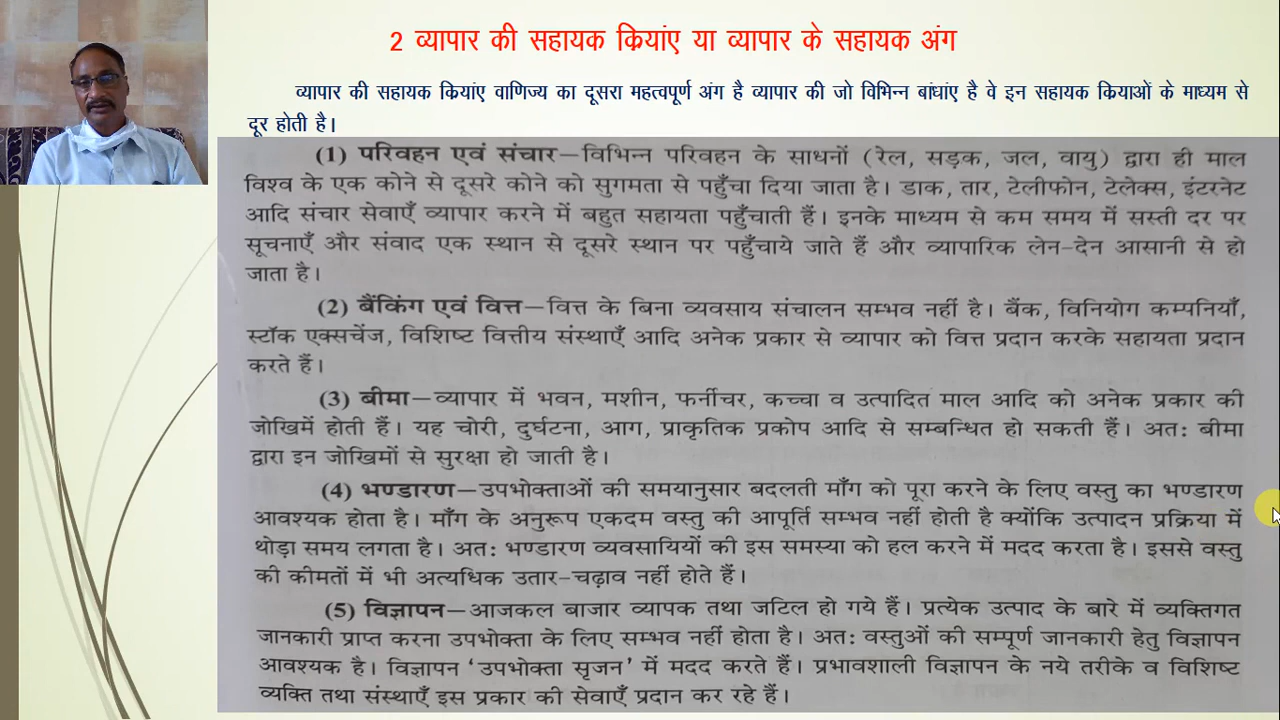 2 व्यापार की सहायक क्रियांए या व्यापार के सहायक अंग
व्यापार की सहायक क्रियांए वाणिज्य का दूसरा महत्वपूर्ण अंग है व्यापार की जो विभिन्न बांधांए है वे इन सहायक क्रियाओं के माध्यम से
दूर होती है।
(1) परिवहन एवं संचार–विभिन्न परिवहन के साधनों (रेल, सड़क, जल, वायु) द्वारा ही माल
विश्व के एक कोने से दूसरे कोने को सुगमता से पहुँचा दिया जाता है। डाक, तार, टेलीफोन, टेलेक्स, इंटरनेट
आदि संचार सेवाएँ व्यापार करने में बहुत सहायता पहुँचाती हैं। इनके माध्यम से कम समय में सस्ती दर पर
सूचनाएँ और संवाद एक स्थान से दूसरे स्थान पर पहुँचाये जाते हैं और व्यापारिक लेन-देन आसानी से हो
जाता है।
(2) बैंकिंग एवं वित्त–वित्त के बिना व्यवसाय संचालन सम्भव नहीं है। बैंक, विनियोग कम्पनियाँ,
स्टॉक एक्सचेंज, विशिष्ट वित्तीय संस्थाएँ आदि अनेक प्रकार से व्यापार को वित्त प्रदान करके सहायता प्रदान
करते हैं।
(3) बीमा–व्यापार में भवन, मशीन, फर्नीचर, कच्चा व उत्पादित माल आदि को अनेक प्रकार की
जोखिमें होती हैं। यह चोरी, दुर्घटना, आग, प्राकृतिक प्रकोप आदि से सम्बन्धित हो सकती हैं। अतः बीमा
द्वारा इन जोखिमों से सुरक्षा हो जाती है।
(4) भण्डारण–उपभोक्ताओं की समयानुसार बदलती माँग को पूरा करने के लिए वस्तु का भण्डारण
आवश्यक होता है। माँग के अनुरूप एकदम वस्तु की आपूर्ति सम्भव नहीं होती है क्योंकि उत्पादन प्रक्रिया में
थोड़ा समय लगता है। अतः भण्डारण व्यवसायियों की इस समस्या को हल करने में मदद करता है। इससे वस्तु
की कीमतों में भी अत्यधिक उतार-चढ़ाव नहीं होते हैं।
(5) विज्ञापन–आजकल बाजार व्यापक तथा जटिल हो गये हैं। प्रत्येक उत्पाद के बारे में व्यक्तिगत
जानकारी प्राप्त करना उपभोक्ता के लिए सम्भव नहीं होता है। अतः वस्तुओं की सम्पूर्ण जानकारी हेतु विज्ञापन
आवश्यक है। विज्ञापन ‘उपभोक्ता सृजन’ में मदद करते हैं। प्रभावशाली विज्ञापन के नये तरीके व विशिष्ट
व्यक्ति तथा संस्थाएँ इस प्रकार की सेवाएँ प्रदान कर रहे हैं।